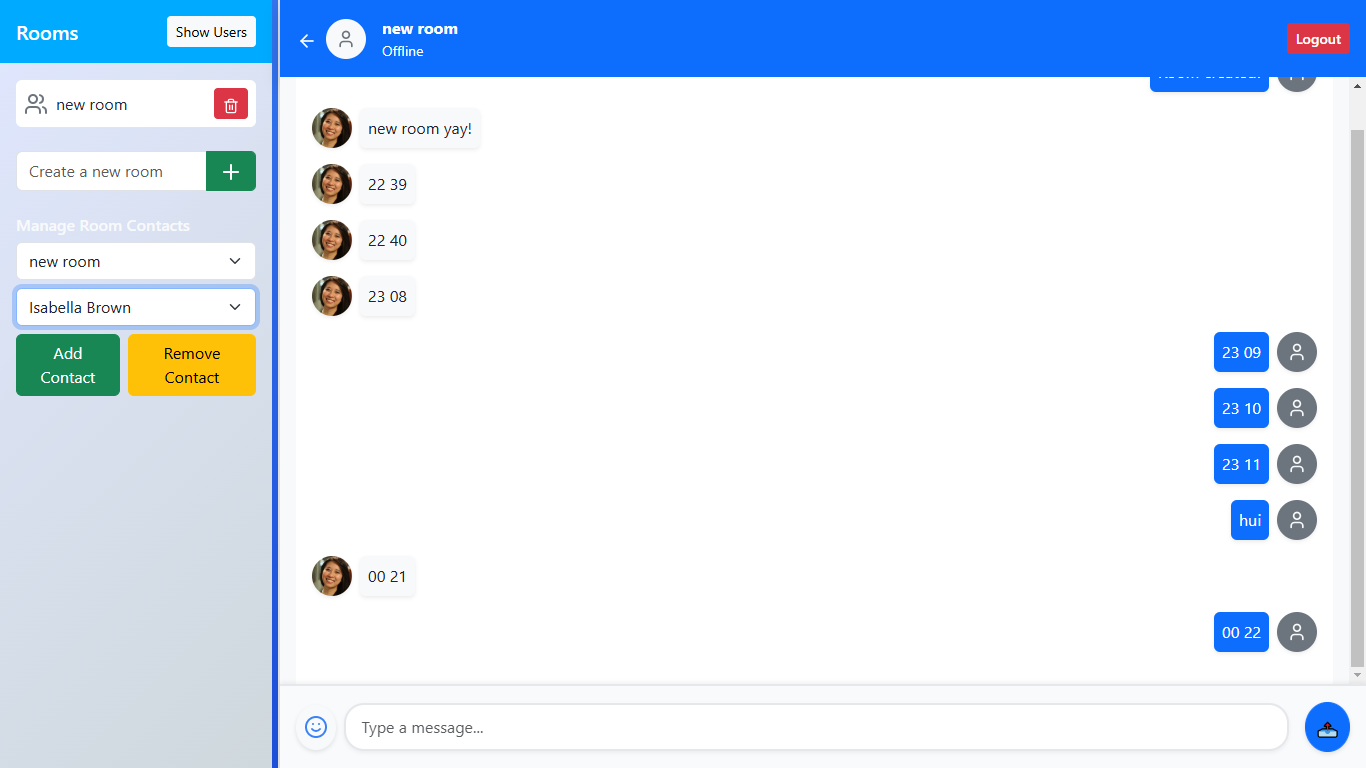 Rooms
Show Users
new room
Create a new room
Manage Room Contacts
new room
Isabella Brown
Add
Contact
Remove
Contact
new room
Offline
Logout
new room yay!
22 39
22 40
23 08
23 09
23 10
23 11
hui
00 21
00 22
Type a message...